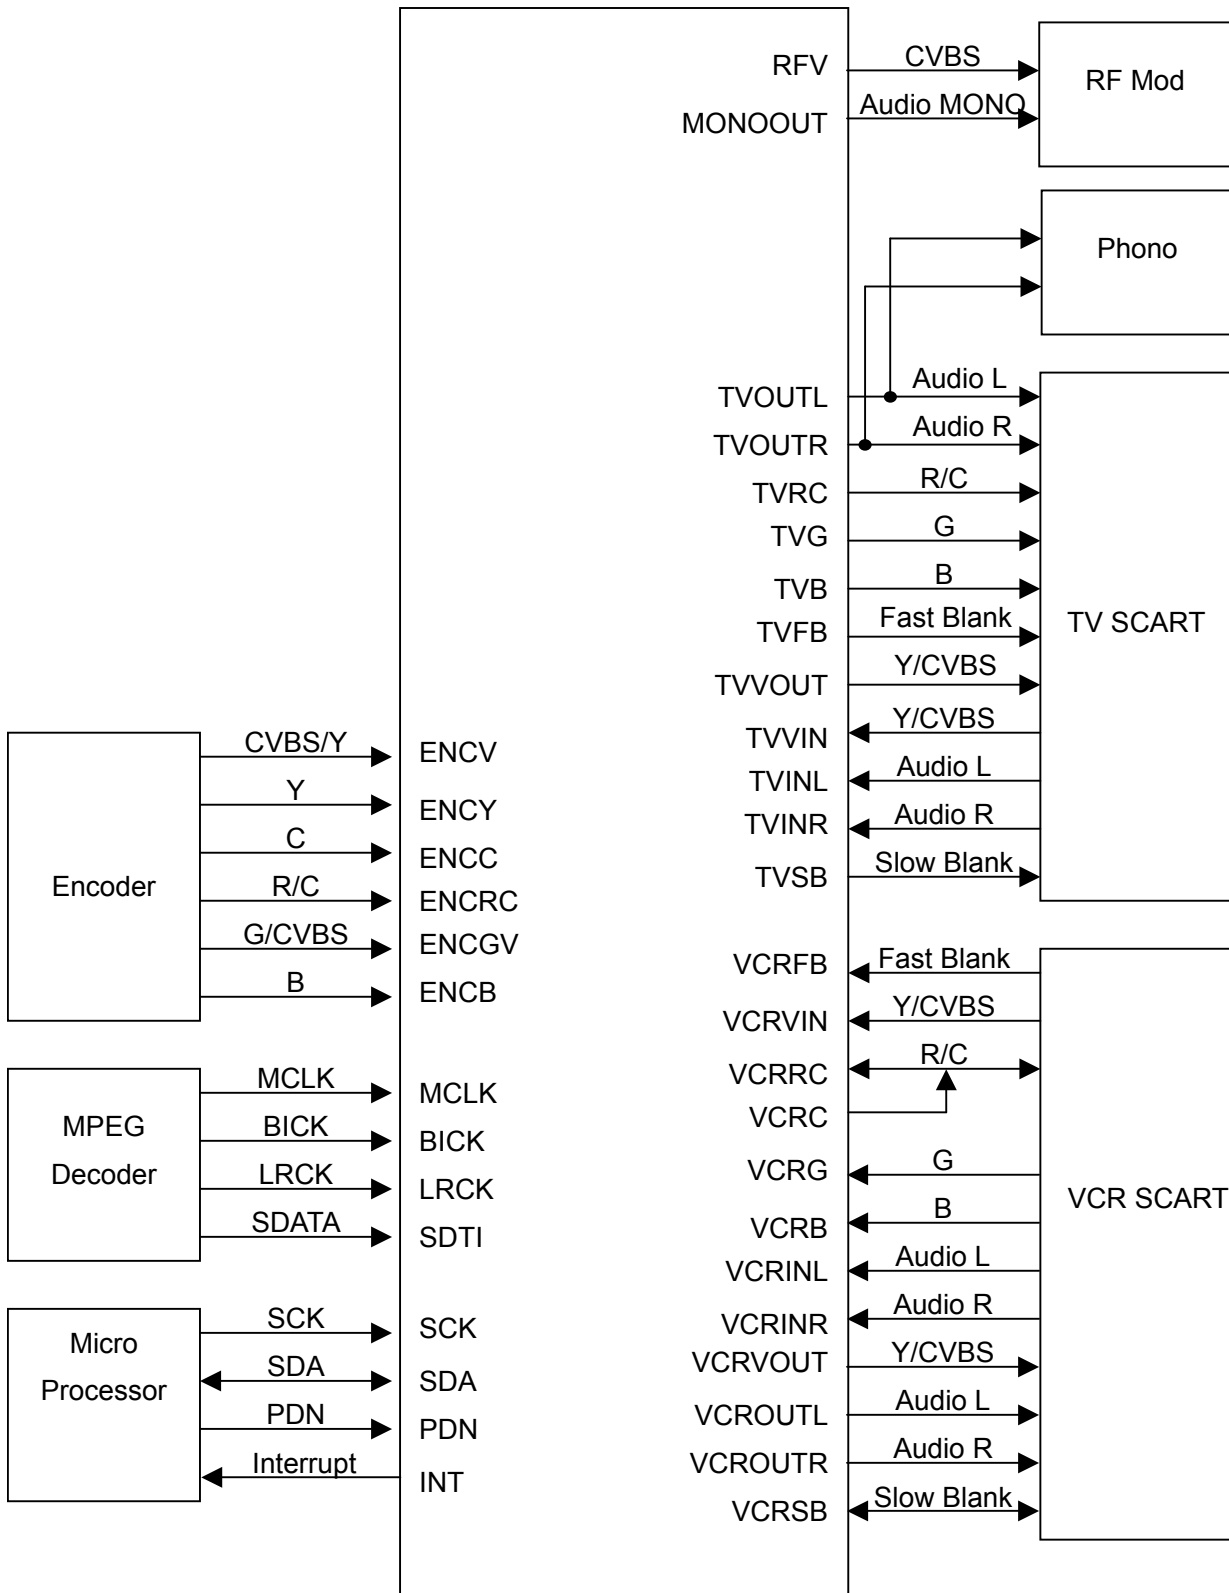 RFV CVBS RF Mod
MONOOUT Audio MONO
Phono
TVOUTL Audio L
TVOUTR Audio R
TVRC R/C
TVG G
TVB B
TVFB Fast Blank TV SCART
TVVOUT Y/CVBS
TVVIN Y/CVBS
TVINL Audio L
TVINR Audio R
TVSB Slow Blank
Encoder
CVBS/Y ENCV
Y ENCY
C ENCC
R/C ENCRC
G/CVBS ENCGV
B ENCB
VCRFB Fast Blank
VCRVIN Y/CVBS
VCRRC R/C
VCRC
VCRG G
VCR SCART
VCRB B
VCRINL Audio L
VCRINR Audio R
VCRVOUT Y/CVBS
VCROUTL Audio L
VCROUTR Audio R
VCRSB Slow Blank
MPEG
Decoder
MCLK MCLK
BICK BICK
LRCK LRCK
SDATA SDTI
Micro
Processor
SCK SCK
SDA SDA
PDN PDN
Interrupt INT